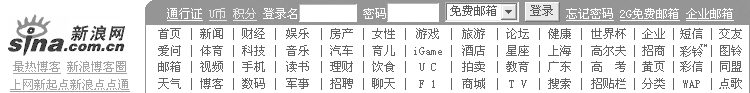 通行证 U币 积分 登录名 密码 免费邮箱 登录 忘记密码 2G免费邮箱 企业邮箱
新浪网
sina.com.cn
最热博客 新浪博客圈
上网新起点新浪点点通
首页 | 新闻 | 财经 | 娱乐 | 房产 | 女性 | 游戏 | 旅游 | 论坛 | 健康 | 世界杯 | 企业 | 短信 | 交友
爱问 | 体育 | 科技 | 音乐 | 汽车 | 育儿 | iGame | 酒店 | 星座 | 上海 | 高尔夫 | 招商 | 彩铃 | 图铃
邮箱 | 视频 | 手机 | 读书 | 理财 | 饮食 | U C | 拍卖 | 教育 | 广东 | 高 考 | 黄页 | 彩信 | 同盟
天气 | 博客 | 数码 | 军事 | 招聘 | 聊天 | F 1 | 商城 | T V | 搜索 | 招贴栏 | 分类 | WAP | 点歌